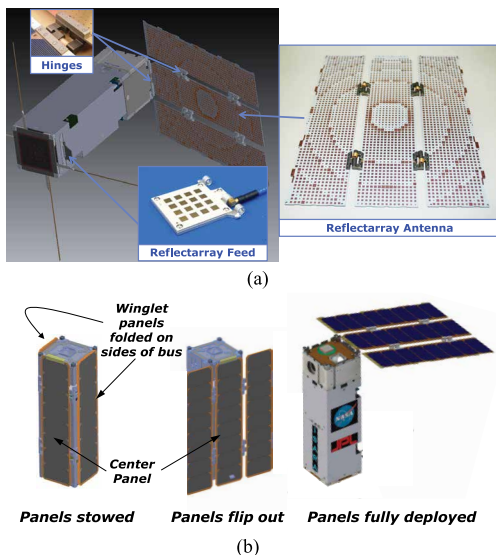 Hinges
Reflectarray Feed
Reflectarray Antenna
(a)
Winglet
panels
folded on
sides of bus
Center
Panel
NASA
Panels stowed
Panels flip out
Panels fully deployed
(b)